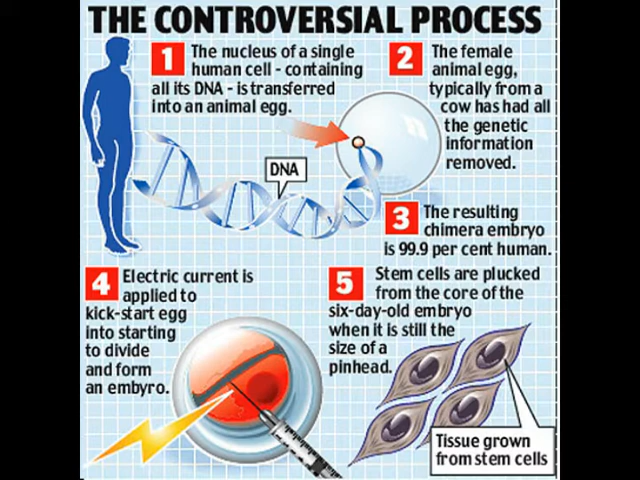 THE CONTROVERSIAL PROCESS
1 The nucleus of a single
human cell - containing
all its DNA - is transferred
into an animal egg.
2 The female
animal egg,
typically from a
cow has had all
the genetic
information
removed.
DNA
3 The resulting
chimera embryo
is 99.9 per cent human.
4 Electric current is
applied to
kick-start egg
into starting
to divide
and form
an embyro.
5 Stem cells are plucked
from the core of the
six-day-old embryo
when it is still the
size of a
pinhead.
Tissue grown
from stem cells